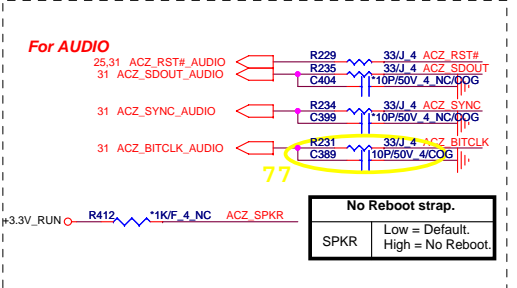 For AUDIO
25,31 ACZ_RST#_AUDIO R229 33/J_4 ACZ_RST#
31 ACZ_SDOUT_AUDIO R235 33/J_4 ACZ_SDOUT
C404 *10P/50V_4_NC/COG
31 ACZ_SYNC_AUDIO R234 33/J_4 ACZ_SYNC
C399 *10P/50V_4_NC/COG
31 ACZ_BITCLK_AUDIO R231 33/J_4 ACZ_BITCLK
C389 10P/50V_4/COG
77
+3.3V_RUN R412 *1K/F_4_NC ACZ_SPKR
No Reboot strap.
SPKR Low = Default.
High = No Reboot.